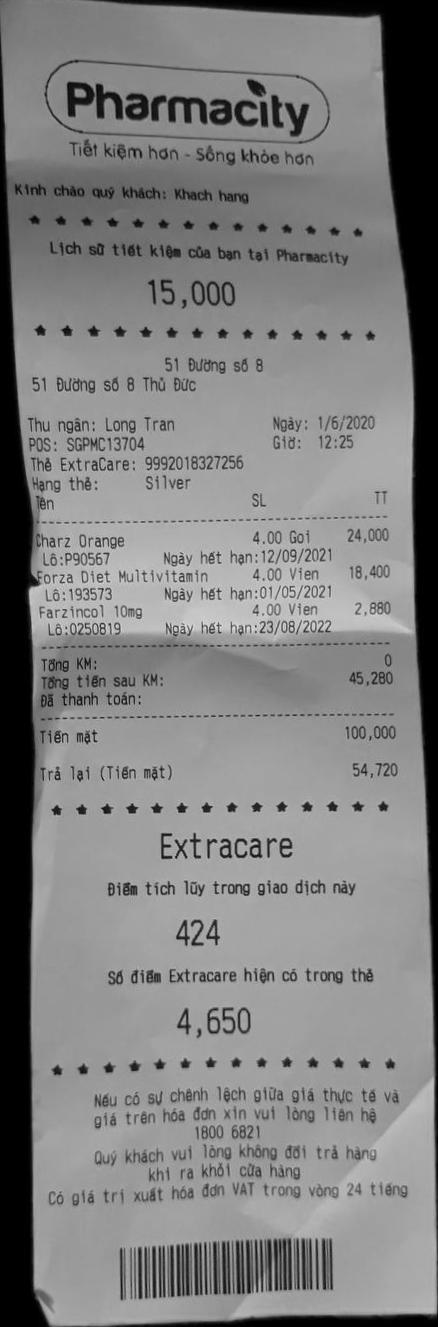 Pharmacity
Tiết kiệm hơn - Sống khỏe hơn
Kính chào quý khách: Khach hang
* * * * * * * * * * * * * *
Lịch sử tiết kiệm của bạn tại Pharmacity
15,000
* * * * * * * * * * * * * *
51 Đường số 8
51 Đường số 8 Thủ Đức
Thu ngân: Long Tran Ngày: 1/6/2020
POS: SGPMC13704 Giờ: 12:25
Thẻ ExtraCare: 9992018327256
Hạng thẻ: Silver
Tên SL TT
Charz Orange 4.00 Goi 24,000
Lô:P90567 Ngày hết hạn:12/09/2021
Forza Diet Multivitamin 4.00 Vien 18,400
Lô:193573 Ngày hết hạn:01/05/2021
Farzincol 10mg 4.00 Vien 2,880
Lô:0250819 Ngày hết hạn:23/08/2022
Tổng KM: 0
Tổng tiền sau KM: 45,280
Đã thanh toán:
Tiền mặt 100,000
Trả lại (Tiền mặt) 54,720
* * * * * * * * * * * * * *
Extracare
Điểm tích lũy trong giao dịch này
424
Số điểm Extracare hiện có trong thẻ
4,650
* * * * * * * * * * * * * *
Nếu có sự chênh lệch giữa giá thực tế và
giá trên hóa đơn xin vui lòng liên hệ
1800 6821
Quý khách vui lòng không đổi trả hàng
khi ra khỏi cửa hàng
Có giá trị xuất hóa đơn VAT trong vòng 24 tiếng